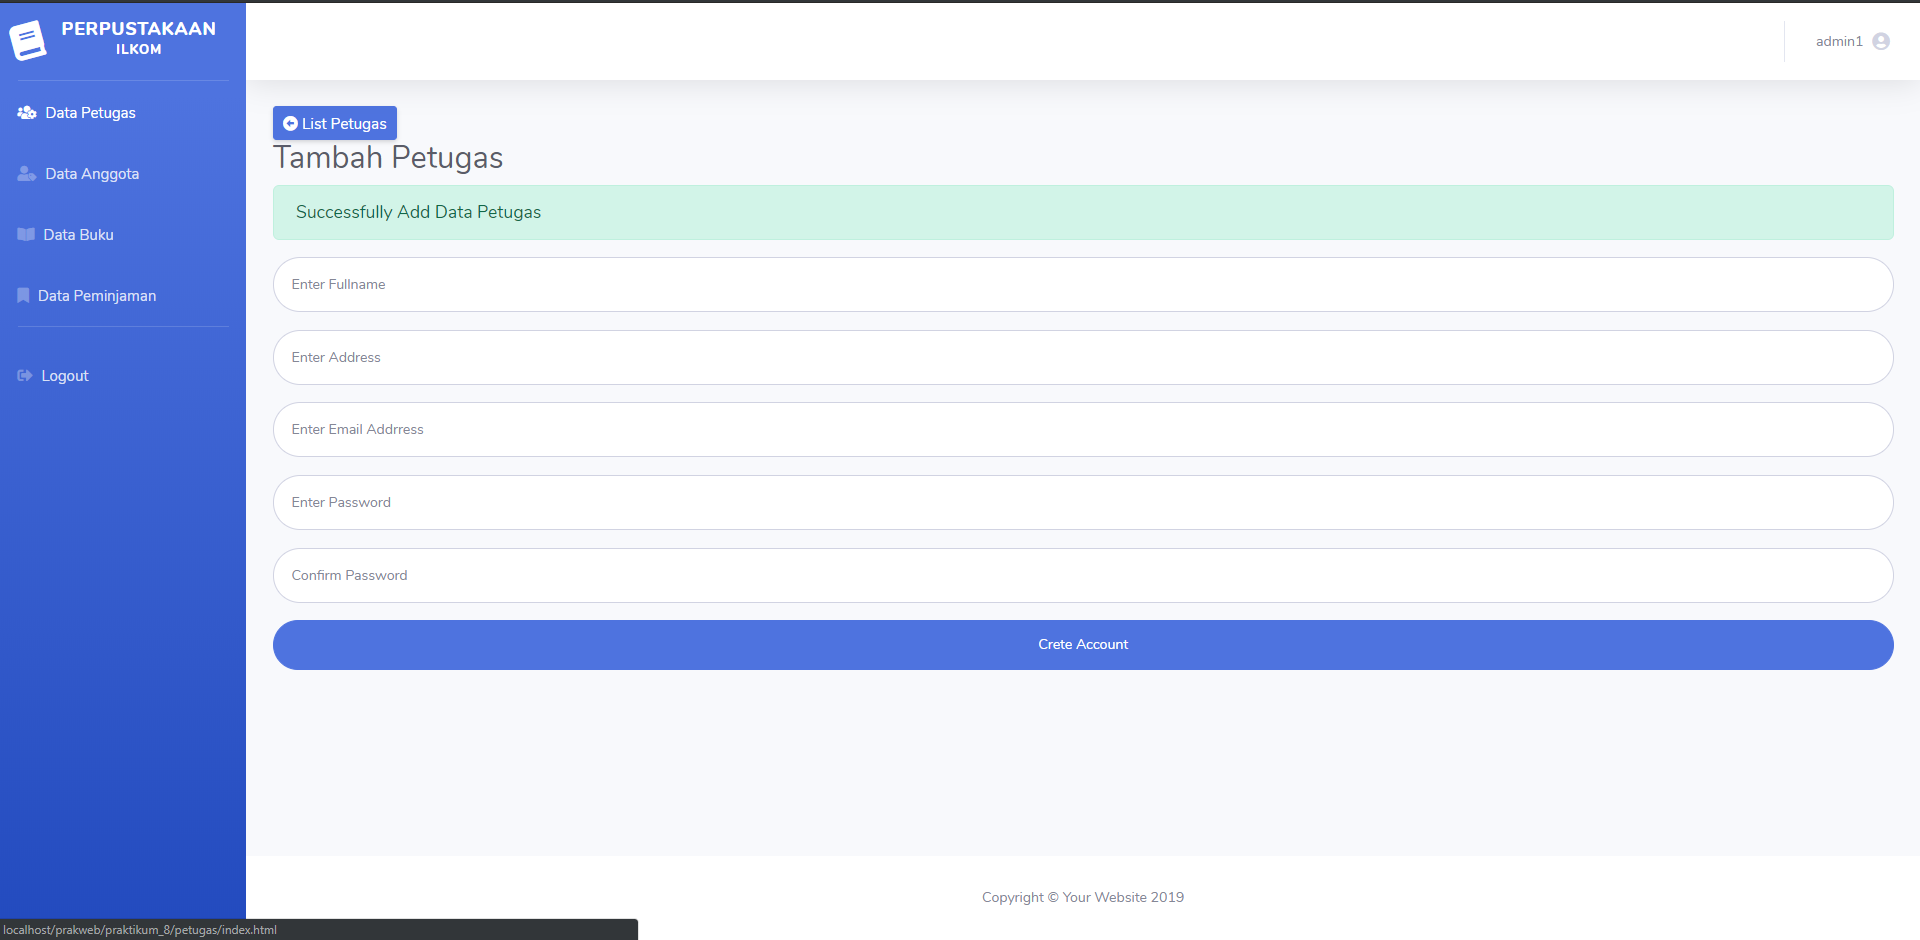 PERPUSTAKAAN
ILKOM
admin1
Data Petugas
Data Anggota
Data Buku
Data Peminjaman
Logout
List Petugas
Tambah Petugas
Successfully Add Data Petugas
Enter Fullname
Enter Address
Enter Email Addrress
Enter Password
Confirm Password
Crete Account
Copyright © Your Website 2019
localhost/prakweb/praktikum_8/petugas/index.html